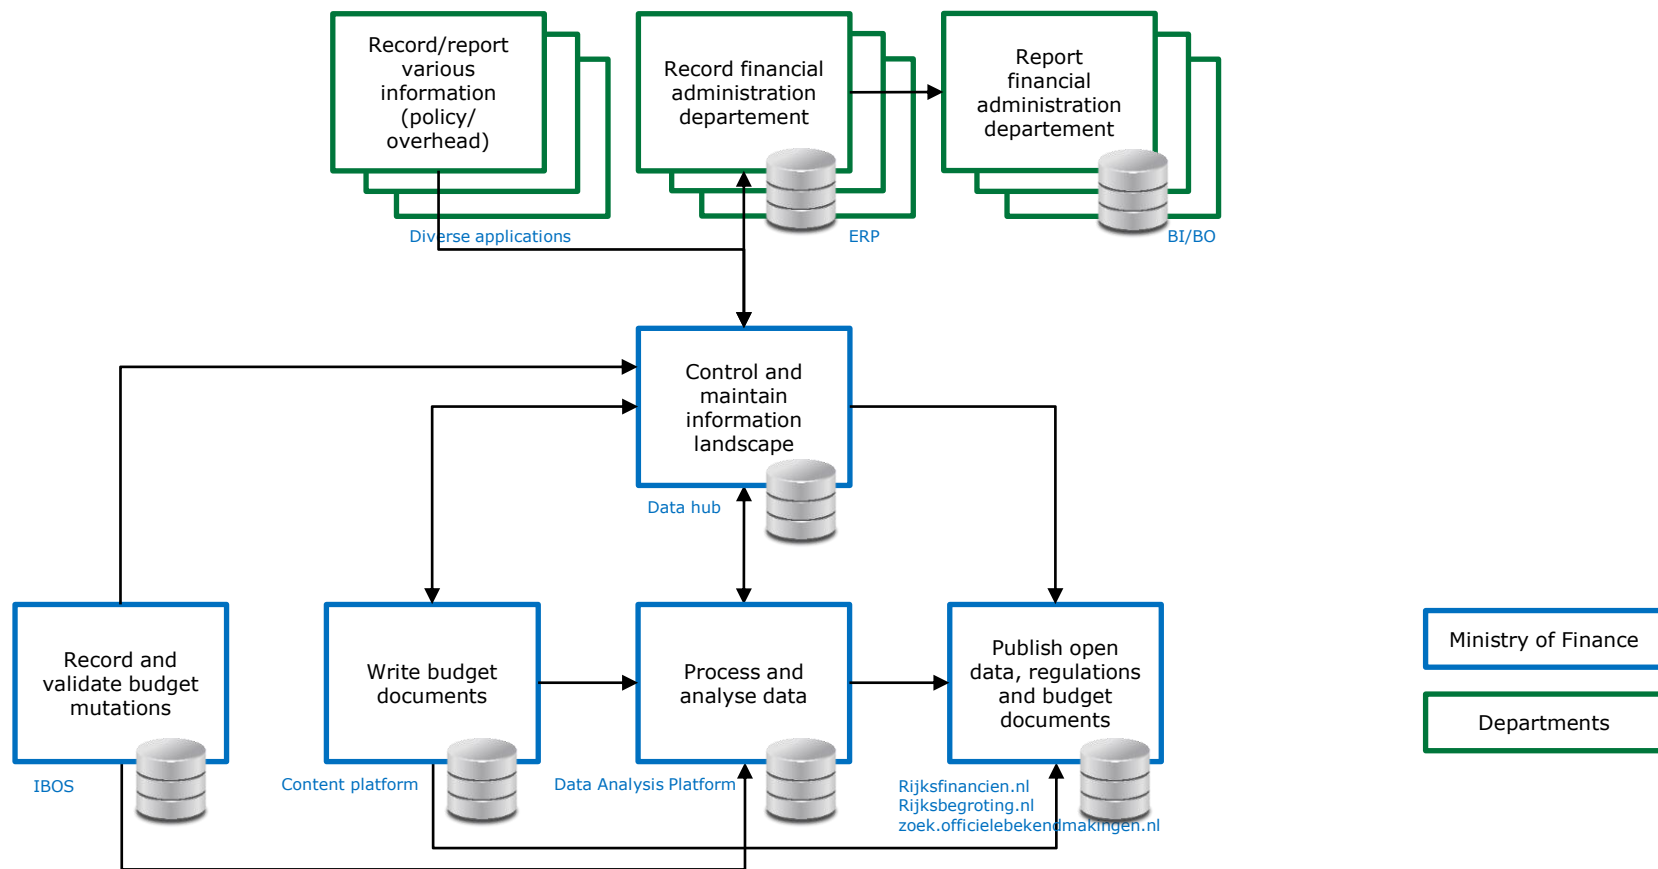 Record/report
various
information
(policy/
overhead)
Diverse applications
Record financial
administration
departement
ERP
Report
financial
administration
departement
BI/BO
Control and
maintain
information
landscape
Data hub
Record and
validate budget
mutations
IBOS
Write budget
documents
Content platform
Process and
analyse data
Data Analysis Platform
Publish open
data, regulations
and budget
documents
Rijksfinancien.nl
Rijksbegroting.nl
zoek.officielebekendmakingen.nl
Ministry of Finance
Departments